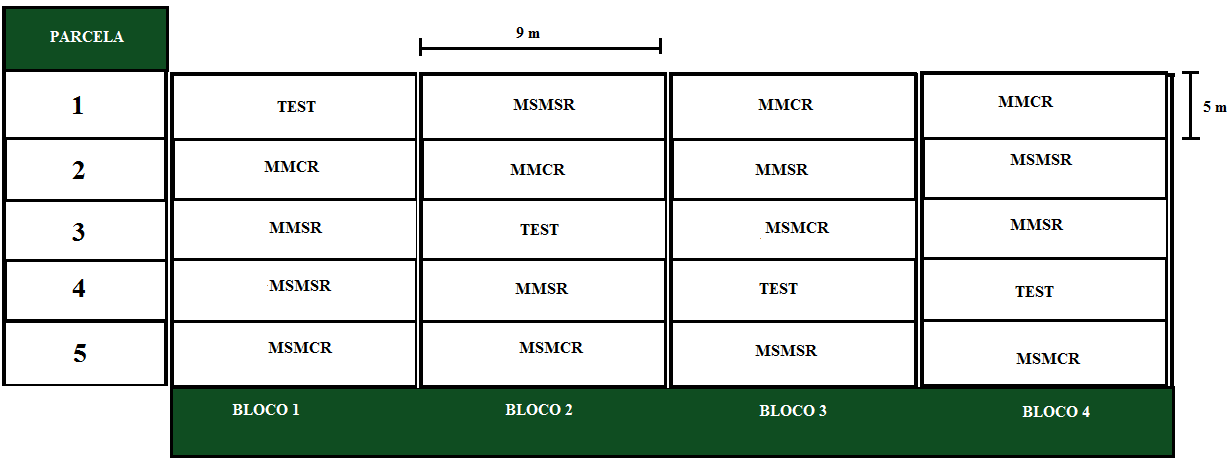 PARCELA
9 m
1
TEST
MSMSR
MMCR
MMCR
5 m
2
MMCR
MMCR
MMSR
MSMSR
3
MMSR
TEST
MSMCR
MMSR
4
MSMSR
MMSR
TEST
TEST
5
MSMCR
MSMCR
MSMSR
MSMCR
BLOCO 1
BLOCO 2
BLOCO 3
BLOCO 4